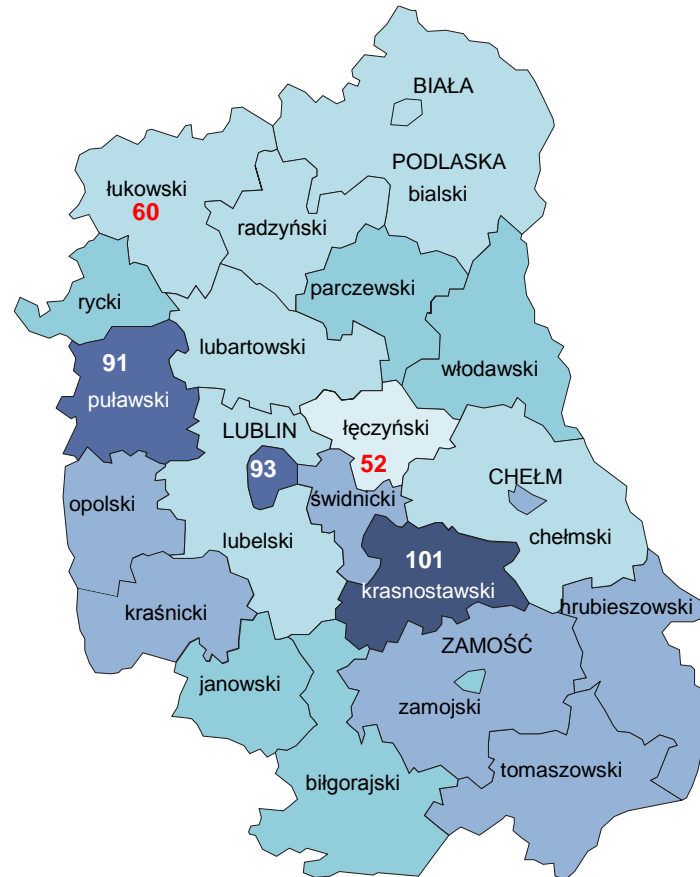 BIAŁA
PODLASKA
bialski
łukowski
60
radzyński
rycki
parczewski
lubartowski
włodawski
91
puławski
LUBLIN
93
łęczyński
52
CHEŁM
opolski
świdnicki
lubelski
chełmski
101
krasnostawski
kraśnicki
hrubieszowski
ZAMOŚĆ
janowski
zamojski
biłgorajski
tomaszowski